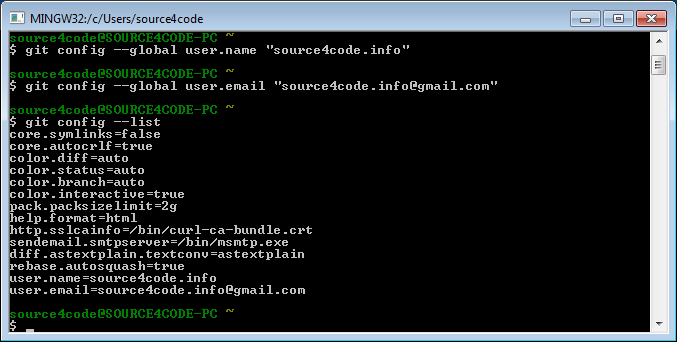 MINGW32:/c/Users/source4code
source4code@SOURCE4CODE-PC ~
$ git config --global user.name "source4code.info"
source4code@SOURCE4CODE-PC ~
$ git config --global user.email "source4code.info@gmail.com"
source4code@SOURCE4CODE-PC ~
$ git config --list
core.symlinks=false
core.autocrlf=true
color.diff=auto
color.status=auto
color.branch=auto
color.interactive=true
pack.packsizelimit=2g
help.format=html
http.sslcainfo=/bin/curl-ca-bundle.crt
sendemail.smtpserver=/bin/msmtp.exe
diff.astextplain.textconv=astextplain
rebase.autosquash=true
user.name=source4code.info
user.email=source4code.info@gmail.com
source4code@SOURCE4CODE-PC ~
$